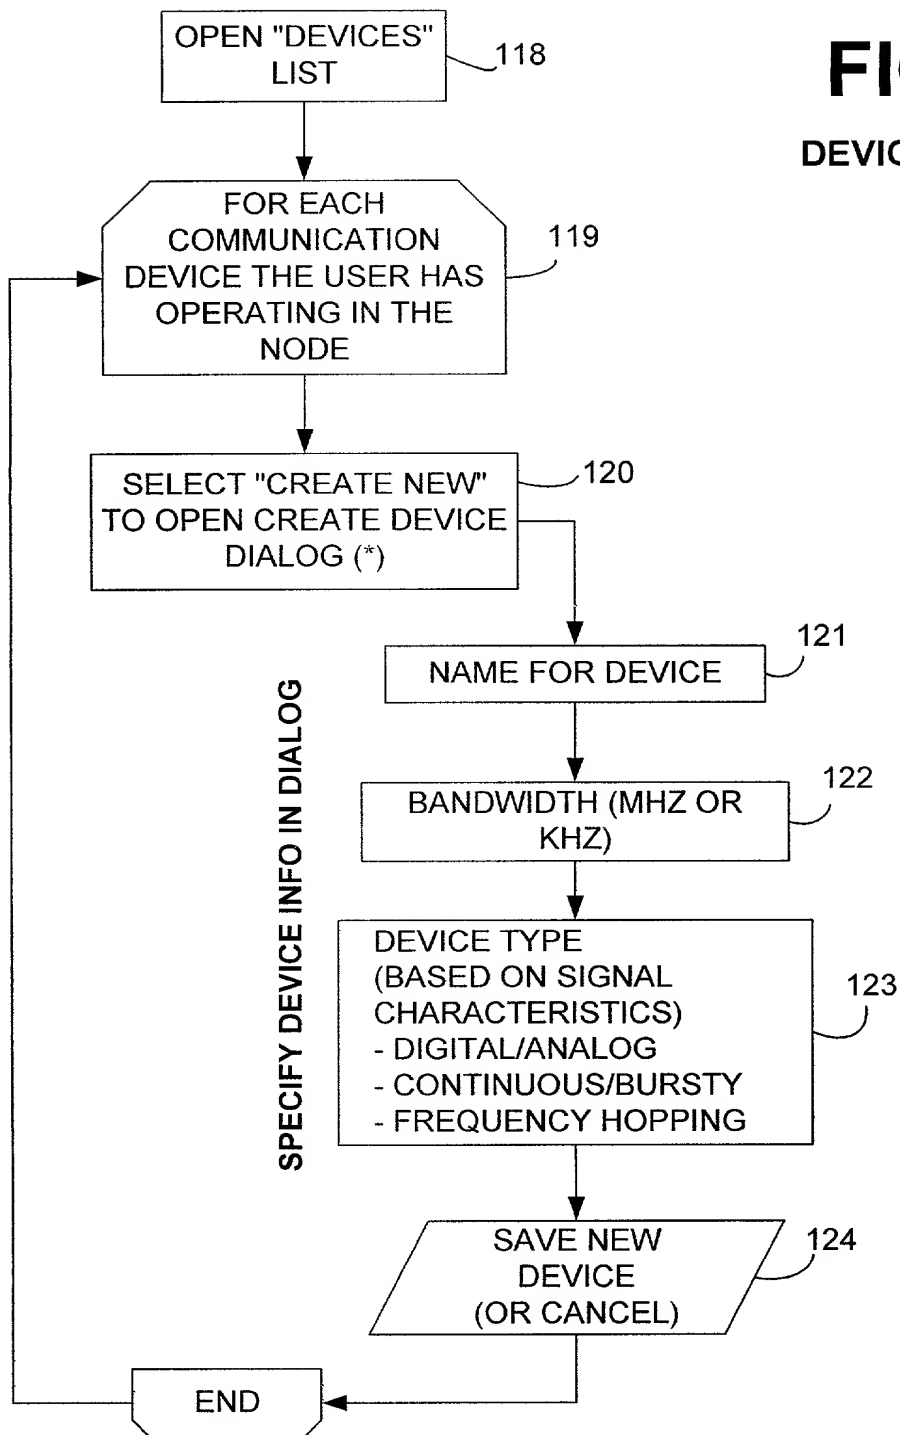 OPEN "DEVICES"
LIST
118
FOR EACH
COMMUNICATION
DEVICE THE USER HAS
OPERATING IN THE
NODE
119
SELECT "CREATE NEW"
TO OPEN CREATE DEVICE
DIALOG (*)
120
NAME FOR DEVICE
121
SPECIFY DEVICE INFO IN DIALOG
BANDWIDTH (MHZ OR
KHZ)
122
DEVICE TYPE
(BASED ON SIGNAL
CHARACTERISTICS)
- DIGITAL/ANALOG
- CONTINUOUS/BURSTY
- FREQUENCY HOPPING
123
SAVE NEW
DEVICE
(OR CANCEL)
124
END